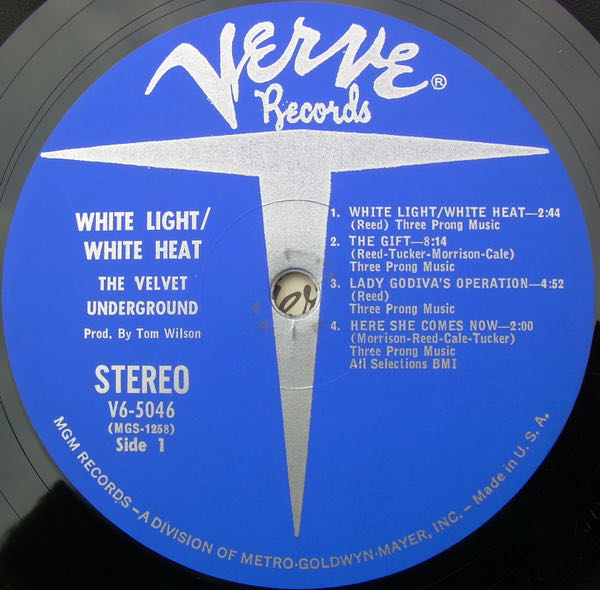 VERVE®
Records
WHITE LIGHT/
WHITE HEAT
THE VELVET
UNDERGROUND
Prod. By Tom Wilson
STEREO
V6-5046
(MGS-1258)
Side 1
1. WHITE LIGHT/WHITE HEAT—2:44
(Reed) Three Prong Music
2. THE GIFT—8:14
(Reed-Tucker-Morrison-Cale)
Three Prong Music
3. LADY GODIVA'S OPERATION—4:52
(Reed)
Three Prong Music
4. HERE SHE COMES NOW—2:00
(Morrison-Reed-Cale-Tucker)
Three Prong Music
All Selections BMI
MGM RECORDS – A DIVISION OF METRO-GOLDWYN-MAYER, INC. – Made in U. S. A.